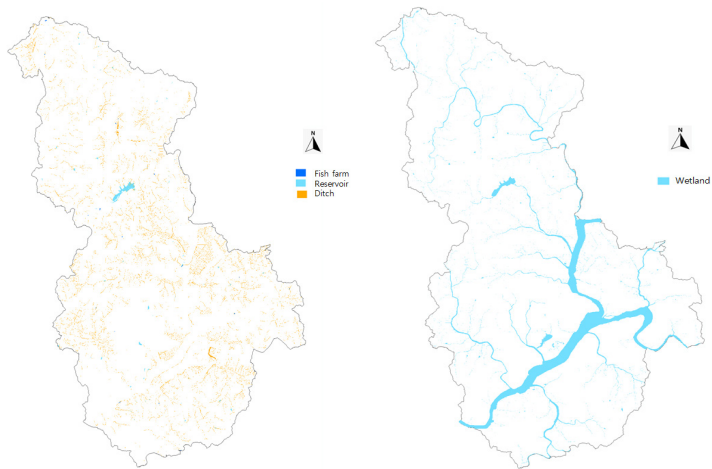 N
Fish farm
Reservoir
Ditch
N
Wetland